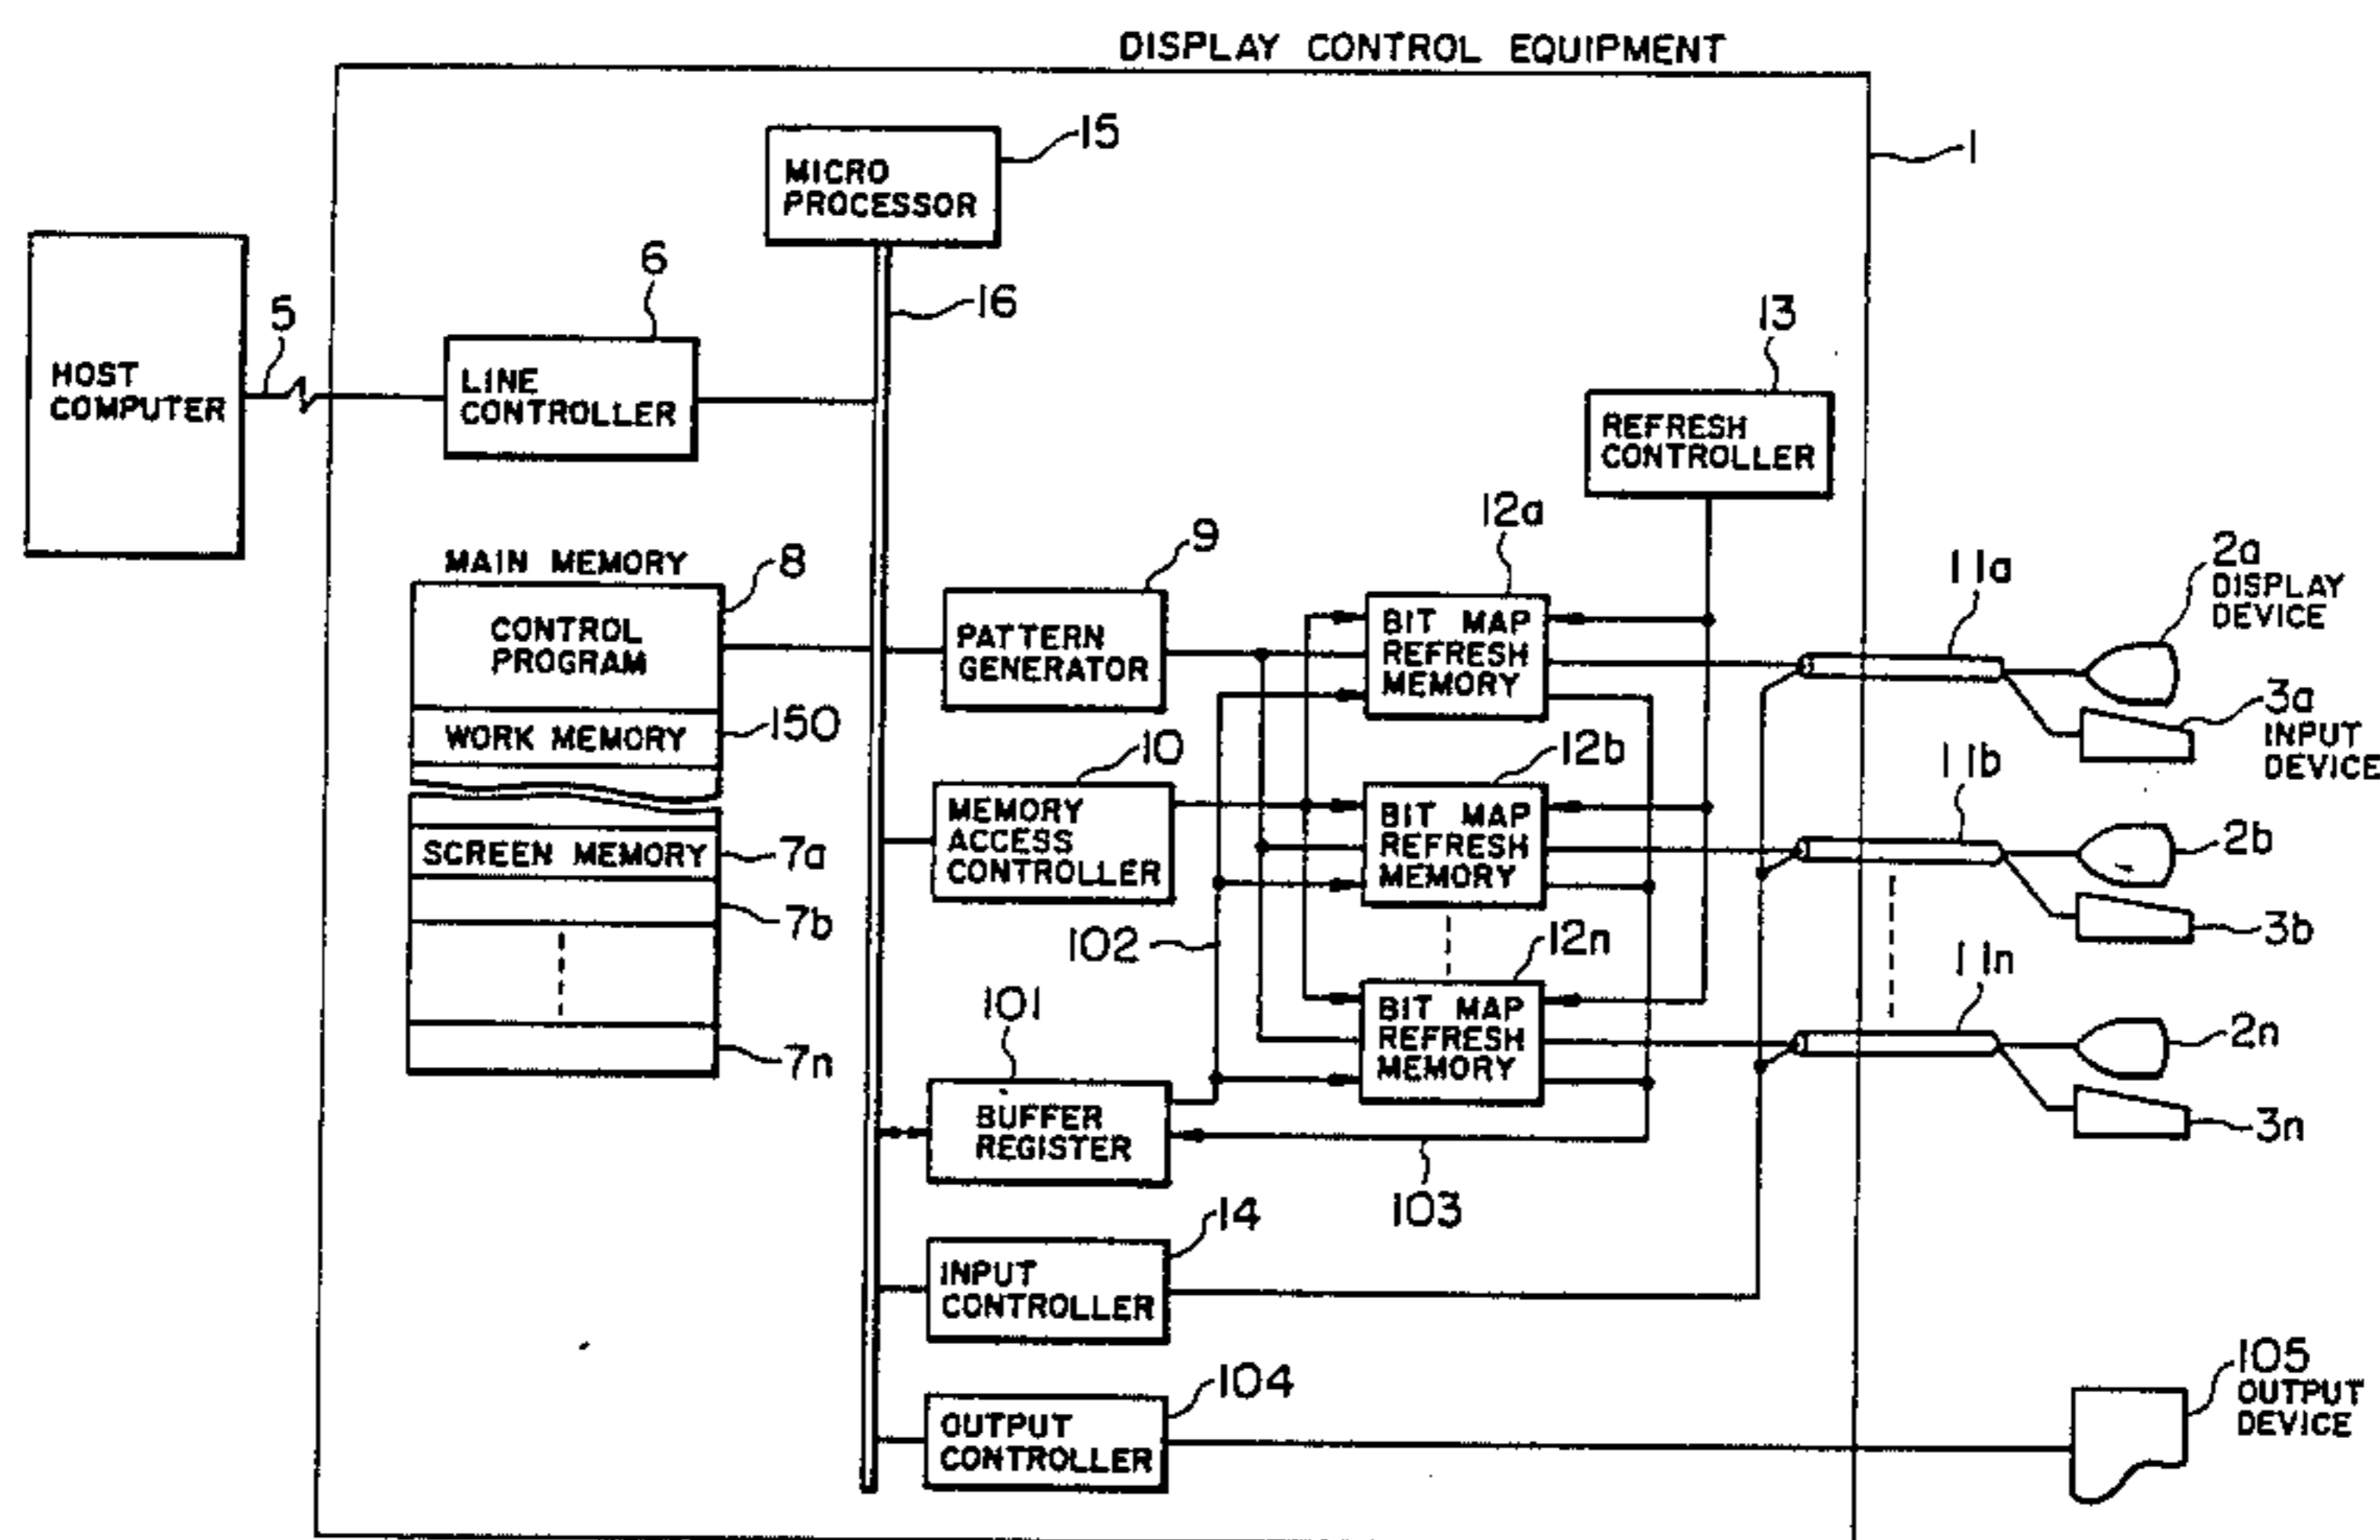 DISPLAY CONTROL EQUIPMENT
15
1
MICRO
PROCESSOR
6
16
5
13
HOST
COMPUTER
LINE
CONTROLLER
REFRESH
CONTROLLER
12a
9
MAIN MEMORY
8
11a
2a
DISPLAY
DEVICE
CONTROL
PROGRAM
PATTERN
GENERATOR
BIT MAP
REFRESH
MEMORY
3a
INPUT
DEVICE
WORK MEMORY
150
10
12b
11b
MEMORY
ACCESS
CONTROLLER
BIT MAP
REFRESH
MEMORY
2b
SCREEN MEMORY
7a
7b
102
12n
11n
3b
101
BIT MAP
REFRESH
MEMORY
2n
7n
BUFFER
REGISTER
3n
103
14
INPUT
CONTROLLER
104
105
OUTPUT
DEVICE
OUTPUT
CONTROLLER